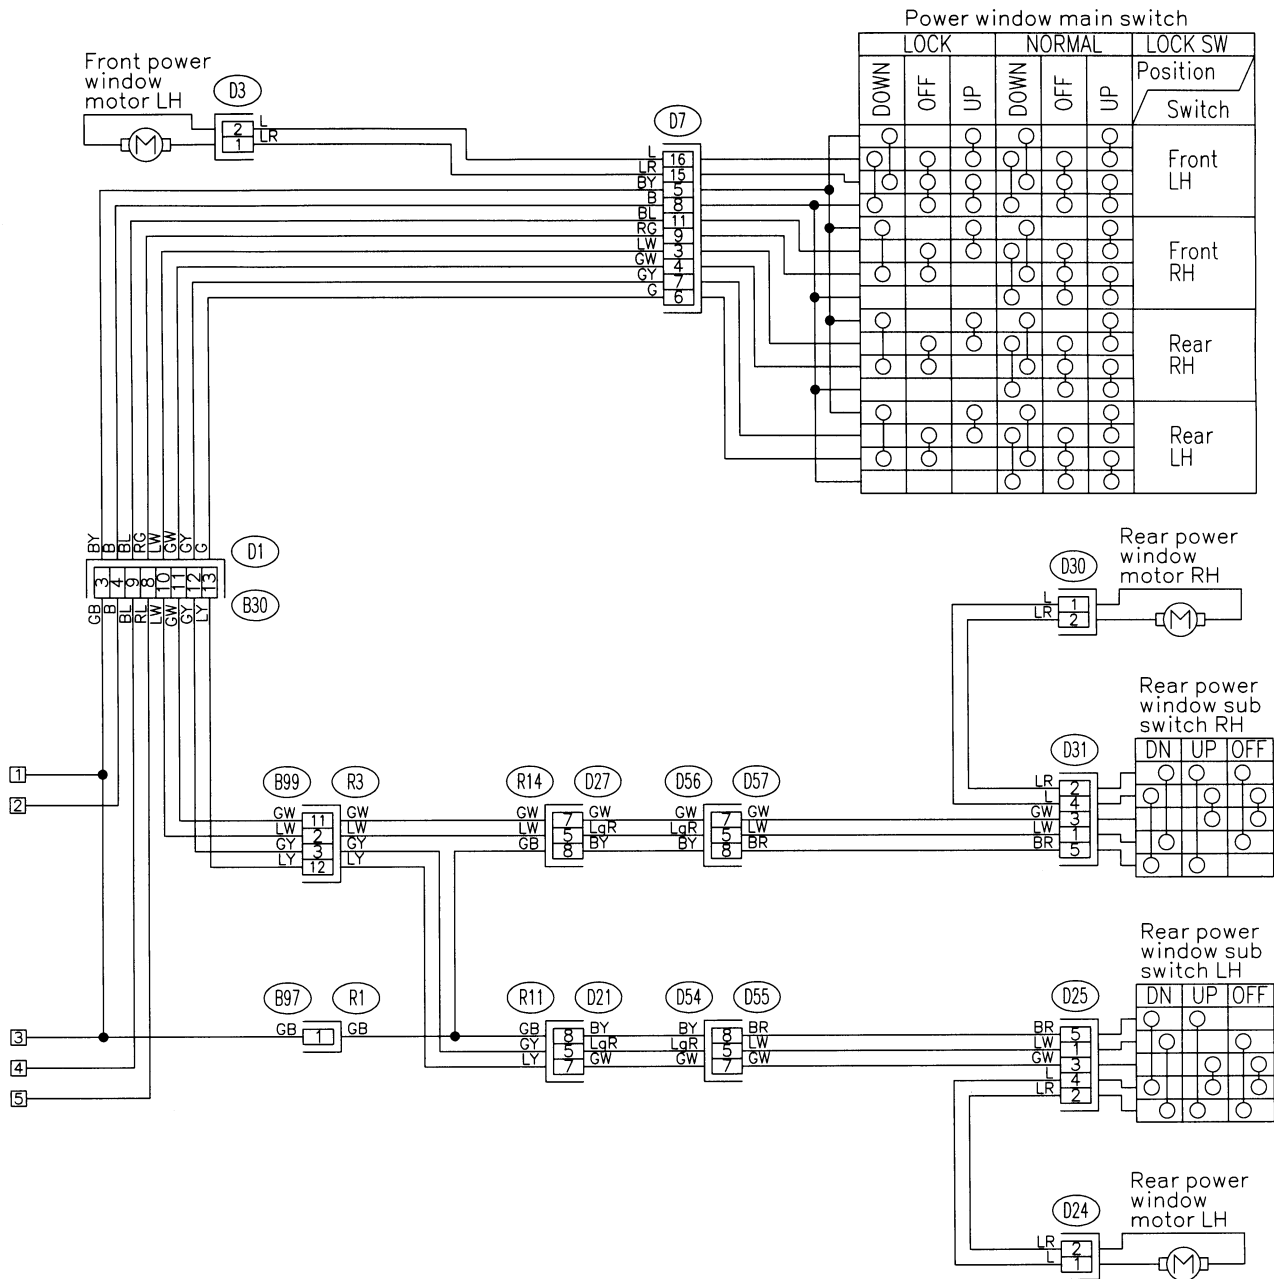 Power window main switch
LOCK NORMAL LOCK SW
DOWN OFF UP DOWN OFF UP
Position
Switch
Front
LH
Front
RH
Rear
RH
Rear
LH
Front power
window
motor LH
D3
2 L
1 LR
M
D7
L 16
LR 15
BY 5
B 8
BL 11
RG 9
LW 3
GW 4
GY 7
G 6
BY B BL RG LW GW GY G
3 4 9 8 10 11 12 13
GB B BL RL LW GW GY LY
D1
B30
Rear power
window
motor RH
D30
L 1
LR 2
M
Rear power
window sub
switch RH
DN UP OFF
D31
LR 2
L 4
GW 3
LW 1
BR 5
1
2
B99 R3 R14 D27 D56 D57
GW 11 GW GW 7 GW GW 7 GW
LW 2 LW LW 5 LgR LgR 5 LW
GY 3 GY GB 8 BY BY 8 BR
LY 12 LY
3
4
5
B97 R1 R11 D21 D54 D55
GB 1 GB GB 8 BY BY 8 BR
GY 5 LgR LgR 5 LW
LY 7 GW GW 7 GW
Rear power
window sub
switch LH
DN UP OFF
D25
BR 5
LW 1
GW 3
L 4
LR 2
Rear power
window
motor LH
D24
LR 2
L 1
M